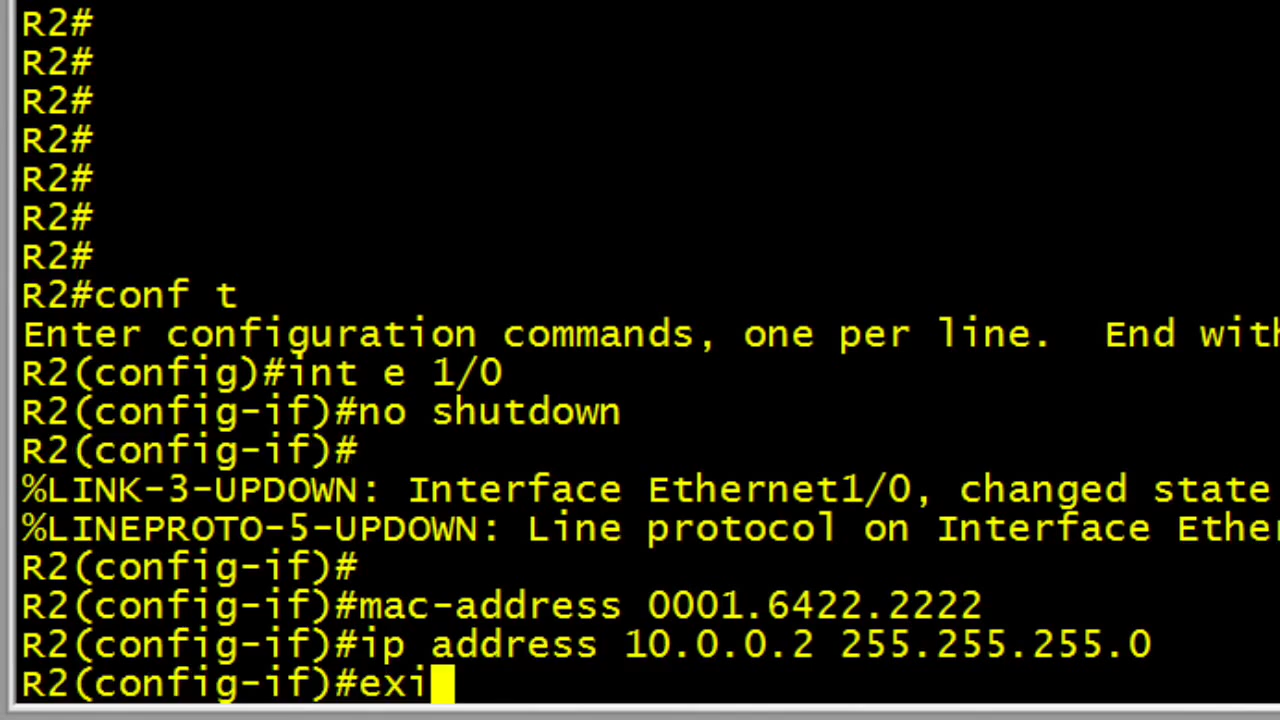 R2#
R2#
R2#
R2#
R2#
R2#
R2#
R2#conf t
Enter configuration commands, one per line.  End with
R2(config)#int e 1/0
R2(config-if)#no shutdown
R2(config-if)#
%LINK-3-UPDOWN: Interface Ethernet1/0, changed state
%LINEPROTO-5-UPDOWN: Line protocol on Interface Ether
R2(config-if)#
R2(config-if)#mac-address 0001.6422.2222
R2(config-if)#ip address 10.0.0.2 255.255.255.0
R2(config-if)#exi